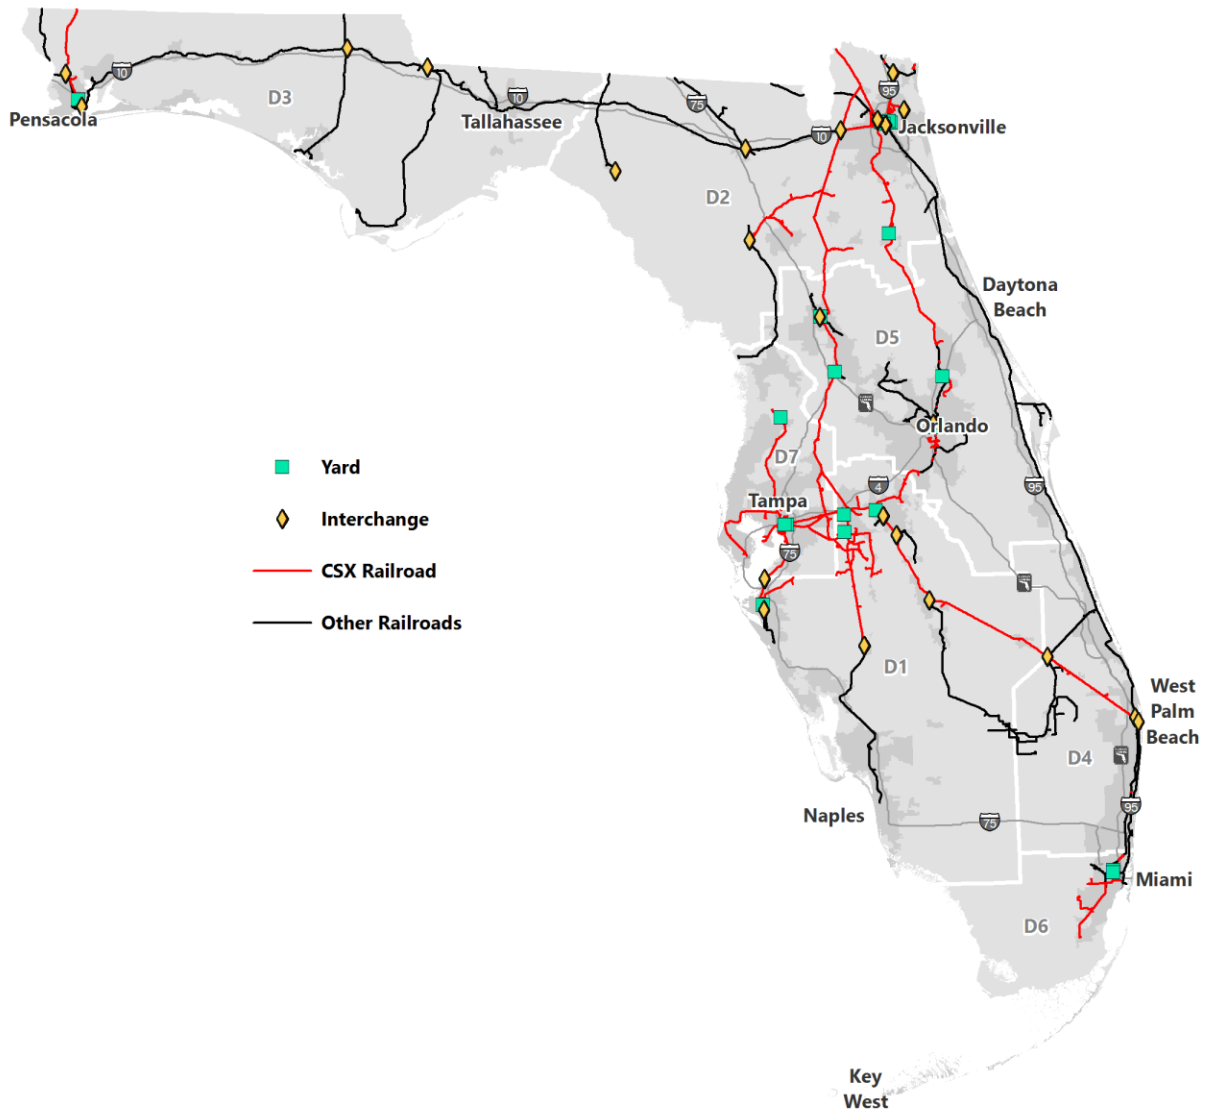 10
D3
Pensacola
10
Tallahassee
75
10
95
Jacksonville
D2
Daytona
Beach
D5
Orlando
D7
4
95
Tampa
75
Yard
Interchange
CSX Railroad
Other Railroads
D1
West
Palm
Beach
D4
95
Naples
75
Miami
D6
Key
West